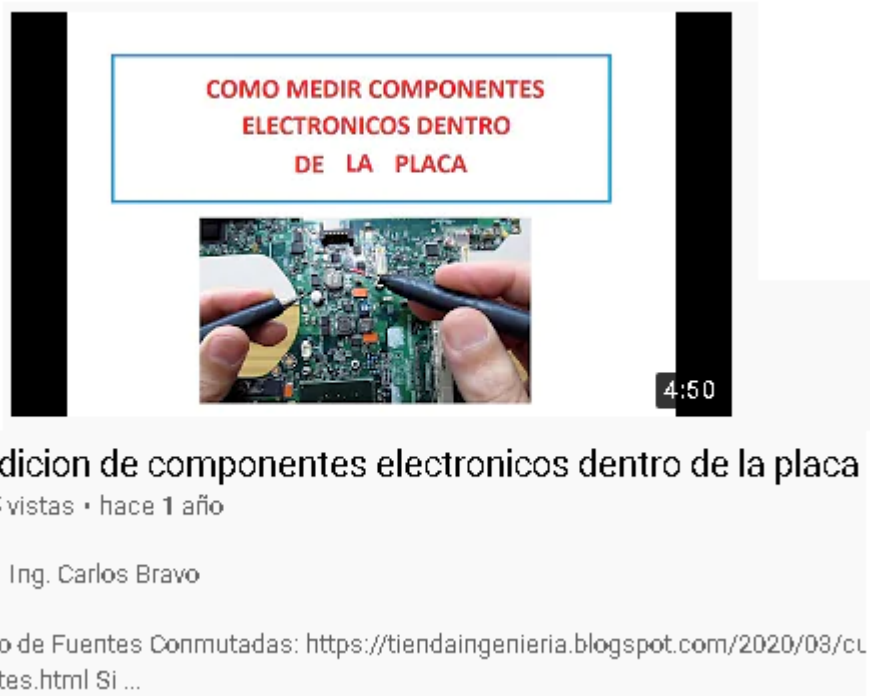 COMO MEDIR COMPONENTES
ELECTRONICOS DENTRO
DE LA PLACA
4:50
dicion de componentes electronicos dentro de la placa
vistas • hace 1 año
Ing. Carlos Bravo
o de Fuentes Conmutadas: https://tiendaingenieria.blogspot.com/2020/03/cu
tes.html Si ...